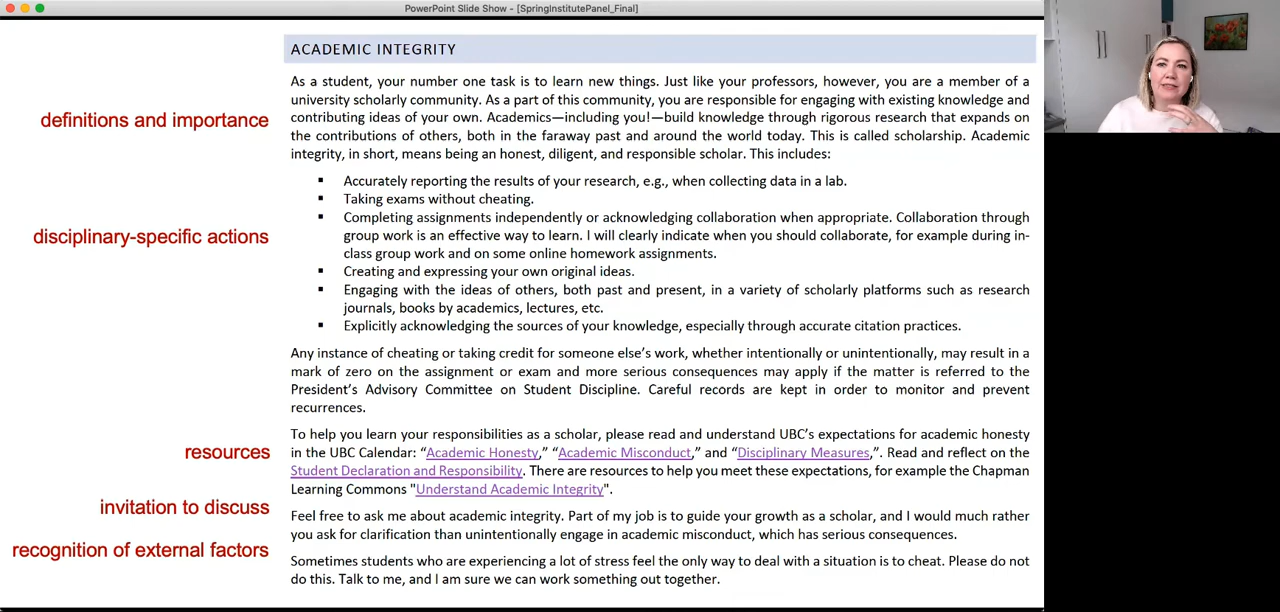 PowerPoint Slide Show - [SpringInstitutePanel_Final]
ACADEMIC INTEGRITY
definitions and importance
As a student, your number one task is to learn new things. Just like your professors, however, you are a member of a
university scholarly community. As a part of this community, you are responsible for engaging with existing knowledge and
contributing ideas of your own. Academics—including you!—build knowledge through rigorous research that expands on
the contributions of others, both in the faraway past and around the world today. This is called scholarship. Academic
integrity, in short, means being an honest, diligent, and responsible scholar. This includes:
disciplinary-specific actions
▪ Accurately reporting the results of your research, e.g., when collecting data in a lab.
▪ Taking exams without cheating.
▪ Completing assignments independently or acknowledging collaboration when appropriate. Collaboration through
group work is an effective way to learn. I will clearly indicate when you should collaborate, for example during in-
class group work and on some online homework assignments.
▪ Creating and expressing your own original ideas.
▪ Engaging with the ideas of others, both past and present, in a variety of scholarly platforms such as research
journals, books by academics, lectures, etc.
▪ Explicitly acknowledging the sources of your knowledge, especially through accurate citation practices.
Any instance of cheating or taking credit for someone else's work, whether intentionally or unintentionally, may result in a
mark of zero on the assignment or exam and more serious consequences may apply if the matter is referred to the
President's Advisory Committee on Student Discipline. Careful records are kept in order to monitor and prevent
recurrences.
resources
To help you learn your responsibilities as a scholar, please read and understand UBC's expectations for academic honesty
in the UBC Calendar: “Academic Honesty,” “Academic Misconduct,” and “Disciplinary Measures,”. Read and reflect on the
Student Declaration and Responsibility. There are resources to help you meet these expectations, for example the Chapman
Learning Commons "Understand Academic Integrity".
invitation to discuss
Feel free to ask me about academic integrity. Part of my job is to guide your growth as a scholar, and I would much rather
you ask for clarification than unintentionally engage in academic misconduct, which has serious consequences.
recognition of external factors
Sometimes students who are experiencing a lot of stress feel the only way to deal with a situation is to cheat. Please do not
do this. Talk to me, and I am sure we can work something out together.